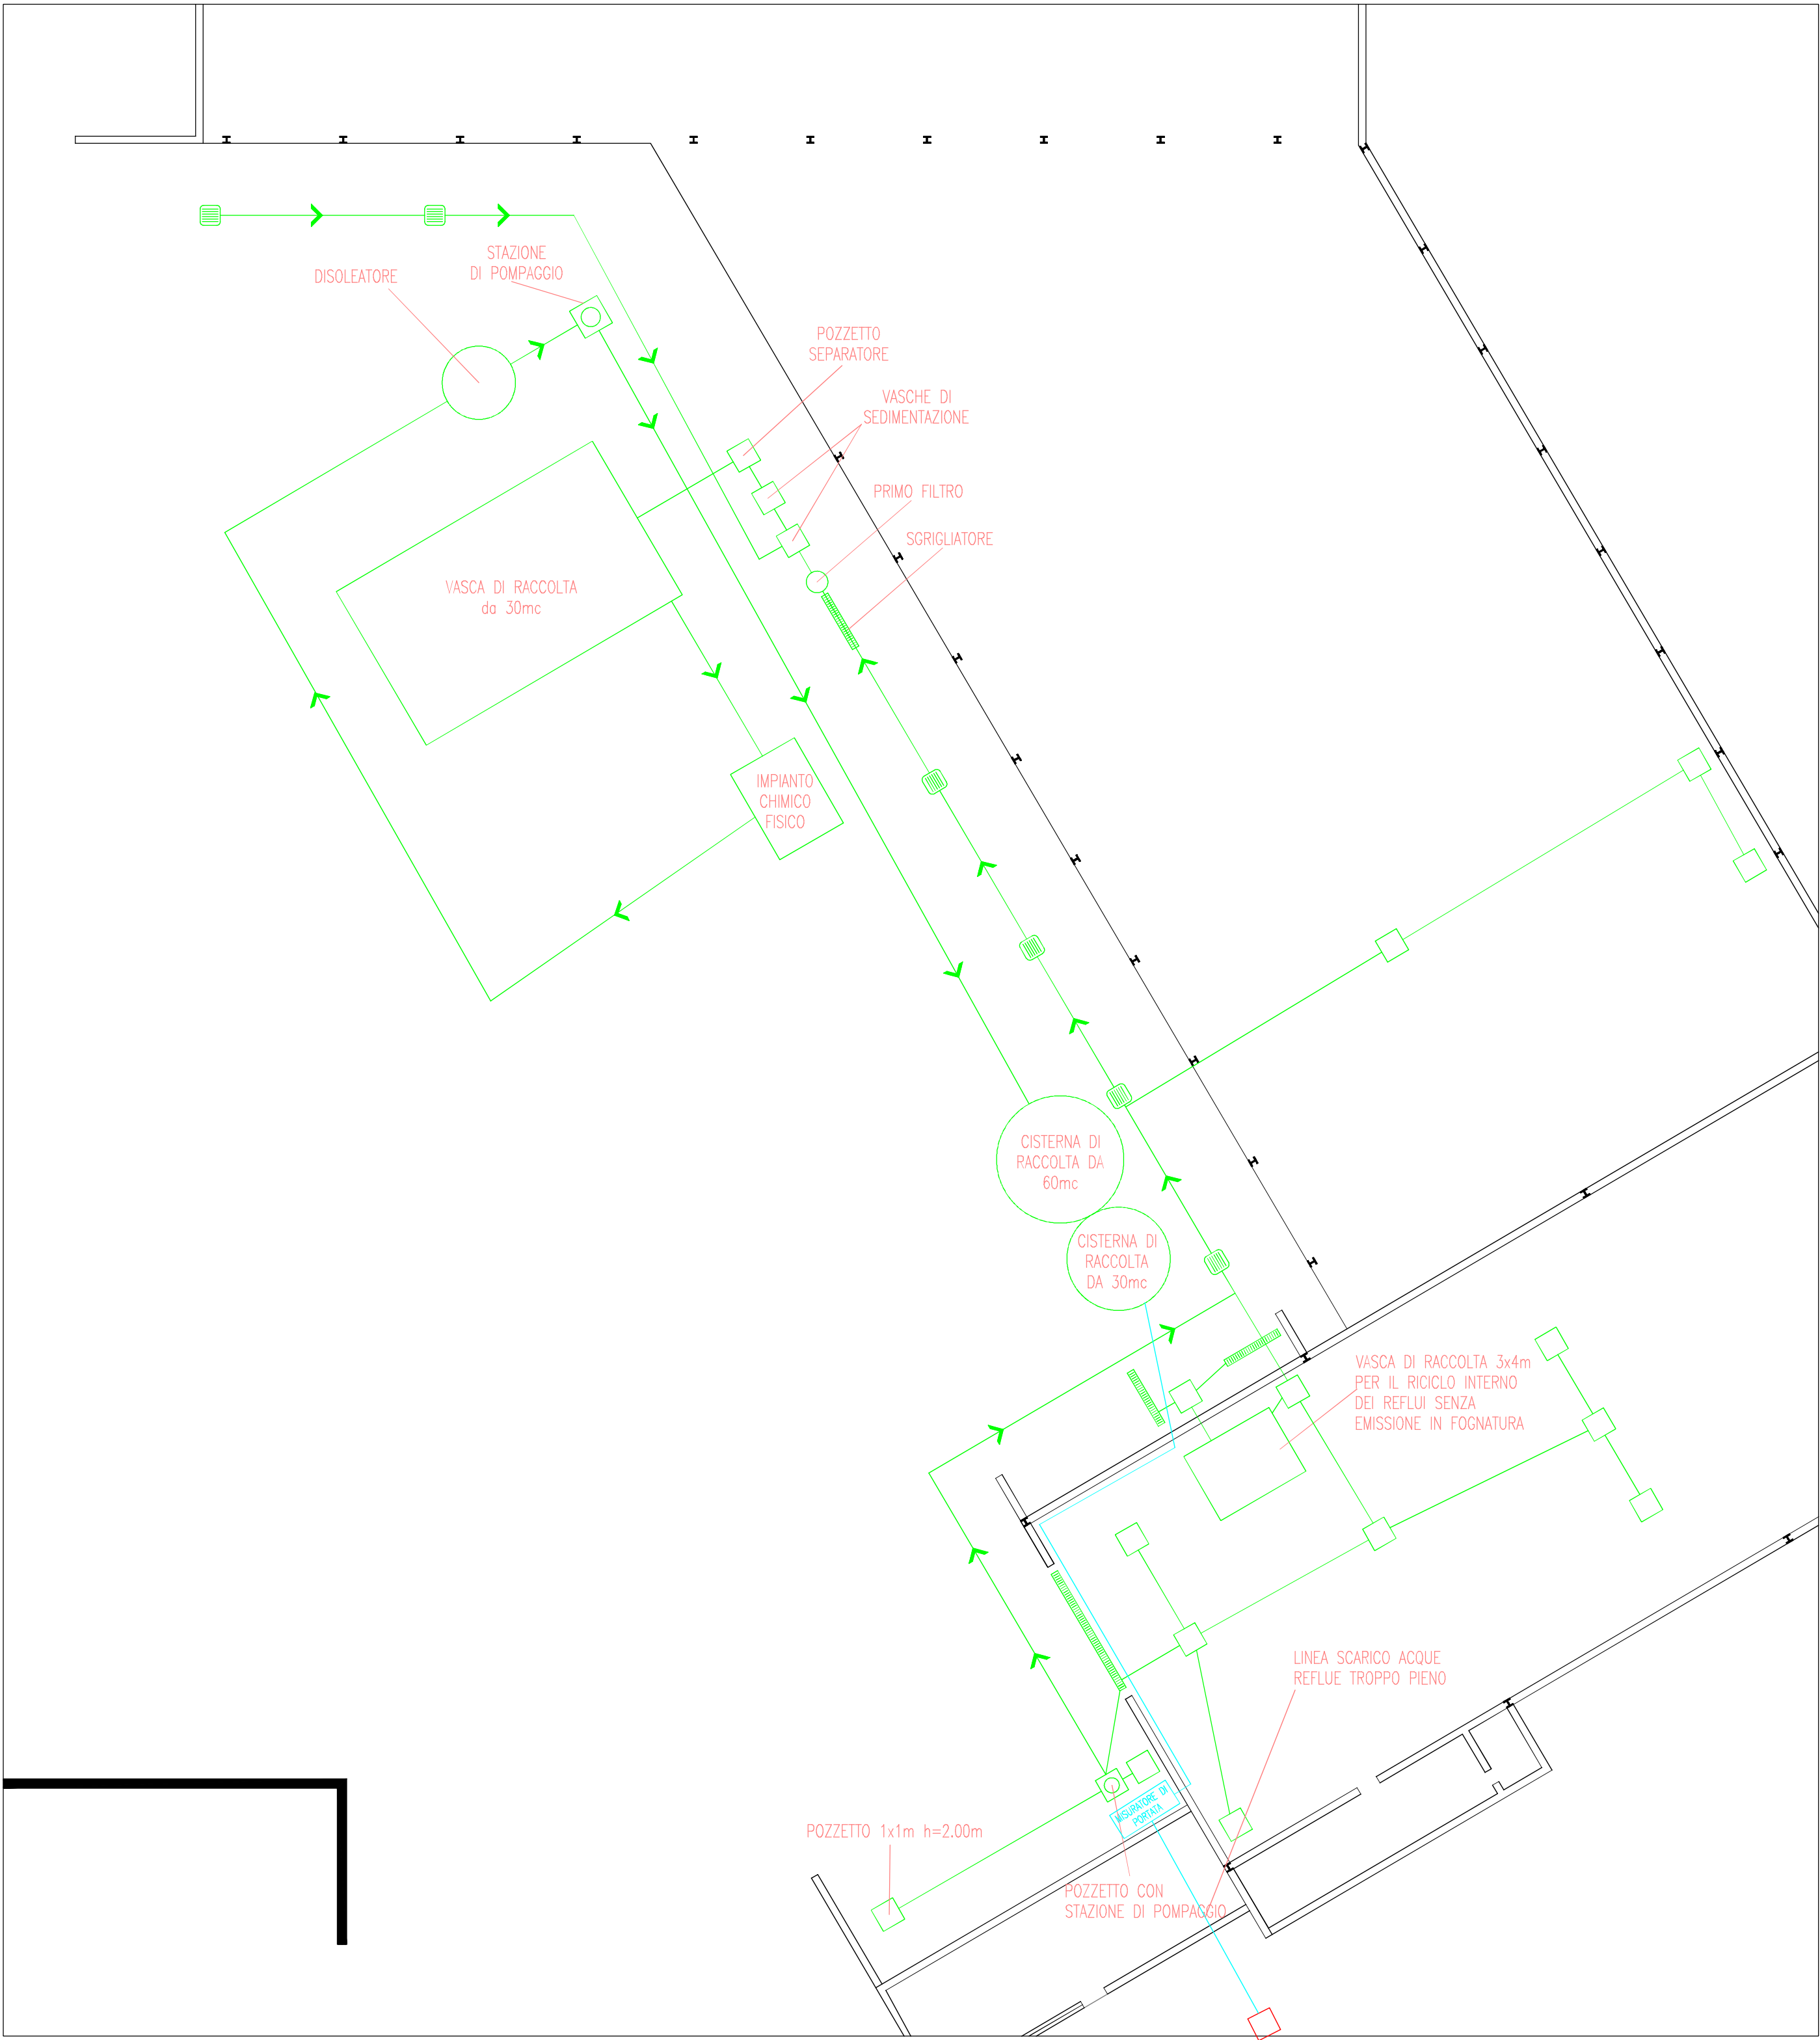 STAZIONE
DI POMPAGGIO
DISOLEATORE
POZZETTO
SEPARATORE
VASCHE DI
SEDIMENTAZIONE
PRIMO FILTRO
SGRIGLIATORE
VASCA DI RACCOLTA
da 30mc
IMPIANTO
CHIMICO
FISICO
CISTERNA DI
RACCOLTA DA
60mc
CISTERNA DI
RACCOLTA
DA 30mc
VASCA DI RACCOLTA 3x4m
PER IL RICICLO INTERNO
DEI REFLUI SENZA
EMISSIONE IN FOGNATURA
LINEA SCARICO ACQUE
REFLUE TROPPO PIENO
MISURATORE DI
PORTATA
POZZETTO 1x1m h=2.00m
POZZETTO CON
STAZIONE DI POMPAGGIO